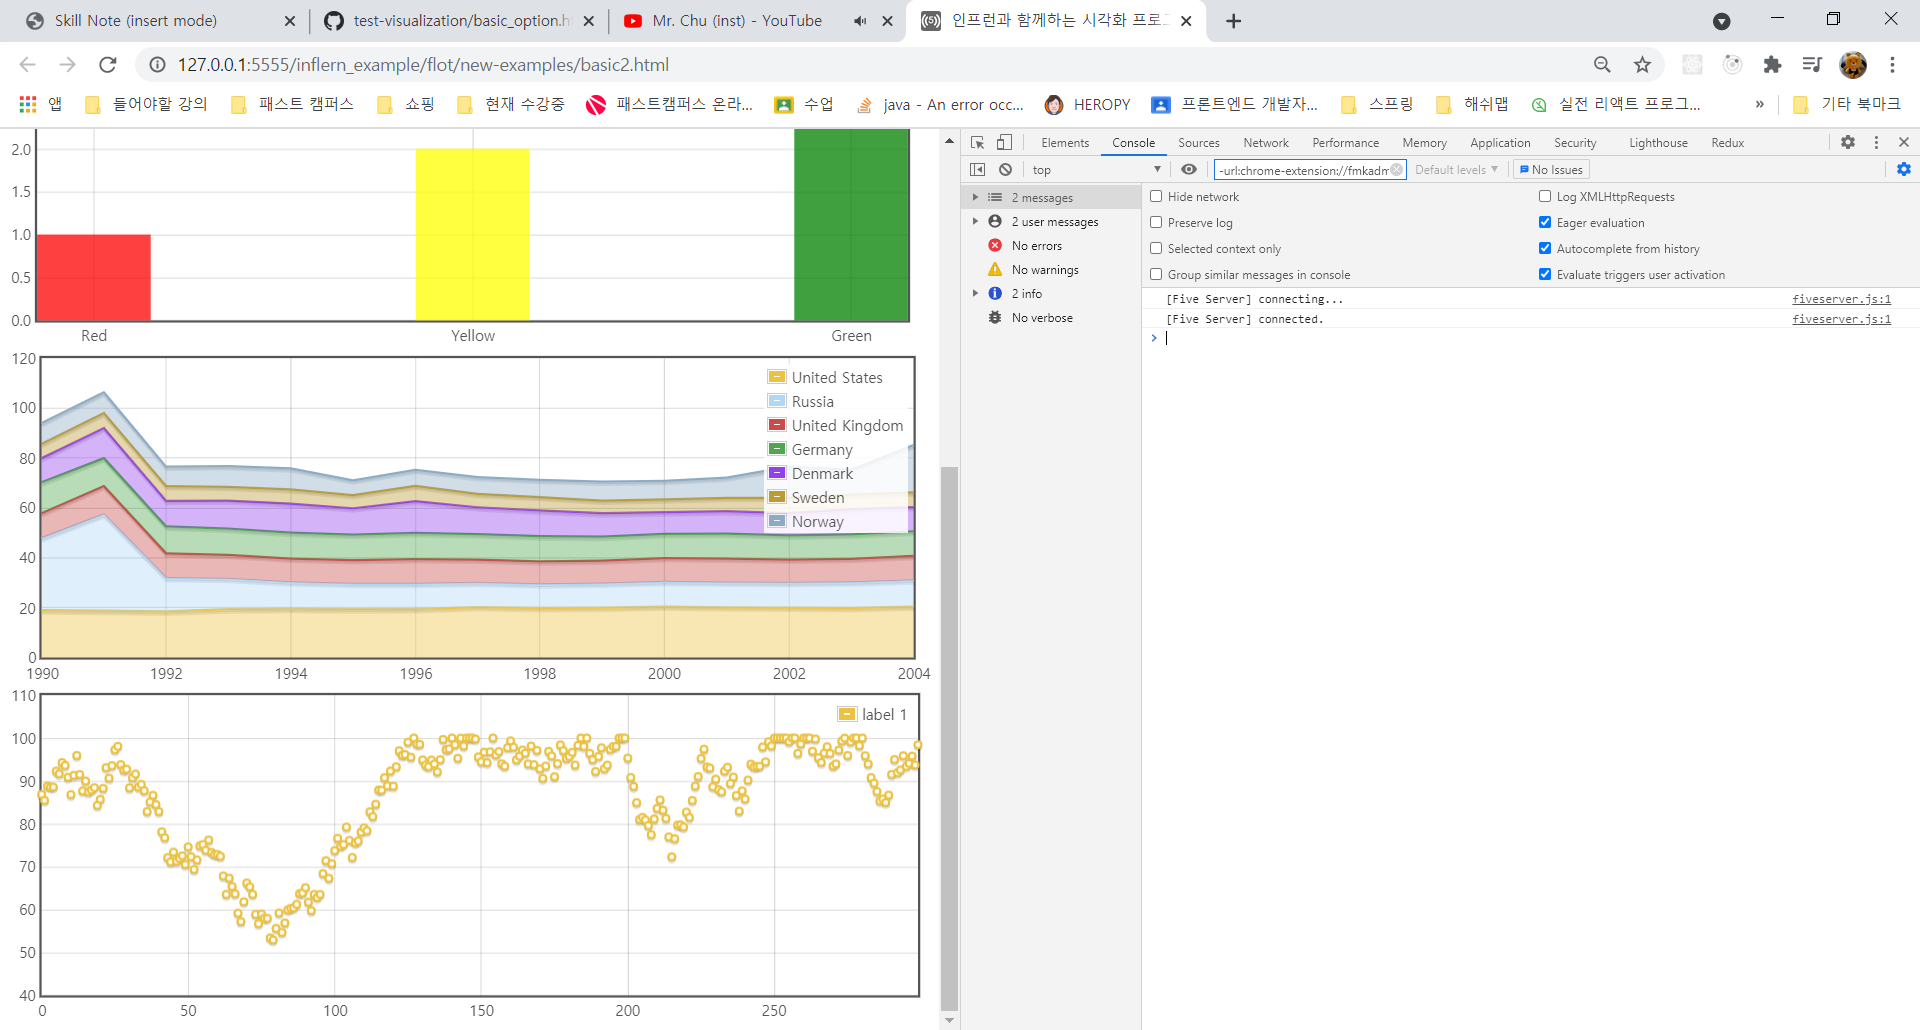 Skill Note (insert mode)
test-visualization/basic_option.h
Mr. Chu (inst) - YouTube
인프런과 함께하는 시각화 프로그
127.0.0.1:5555/inflern_example/flot/new-examples/basic2.html
앱
들어야할 강의
패스트 캠퍼스
쇼핑
현재 수강중
패스트캠퍼스 온라...
수업
java - An error occ...
HEROPY
프론트엔드 개발자...
스프링
해쉬맵
실전 리액트 프로그...
»
기타 북마크
2.0
1.5
1.0
0.5
0.0
Red
Yellow
Green
120
100
80
60
40
20
0
United States
Russia
United Kingdom
Germany
Denmark
Sweden
Norway
1990
1992
1994
1996
1998
2000
2002
2004
110
100
90
80
70
60
50
40
label 1
0
50
100
150
200
250
Elements
Console
Sources
Network
Performance
Memory
Application
Security
Lighthouse
Redux
top
-url:chrome-extension://fmkadm
Default levels
No Issues
2 messages
2 user messages
No errors
No warnings
2 info
No verbose
Hide network
Preserve log
Selected context only
Group similar messages in console
Log XMLHttpRequests
Eager evaluation
Autocomplete from history
Evaluate triggers user activation
[Five Server] connecting... fiveserver.js:1
[Five Server] connected. fiveserver.js:1